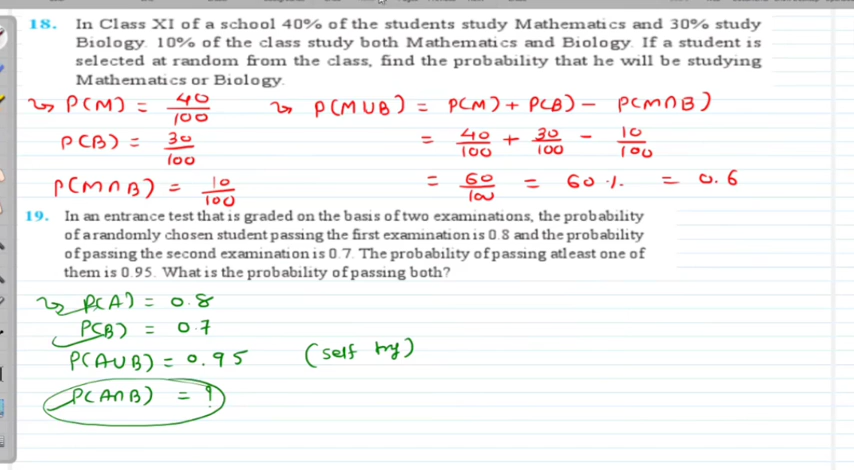 18. In Class XI of a school 40% of the students study Mathematics and 30% study
Biology. 10% of the class study both Mathematics and Biology. If a student is
selected at random from the class, find the probability that he will be studying
Mathematics or Biology.
P(M) = 40/100 P(M∪B) = P(M) + P(B) − P(M∩B)
P(B) = 30/100 = 40/100 + 30/100 − 10/100
P(M∩B) = 10/100 = 60/100 = 60% = 0.6
19. In an entrance test that is graded on the basis of two examinations, the probability
of a randomly chosen student passing the first examination is 0.8 and the probability
of passing the second examination is 0.7. The probability of passing atleast one of
them is 0.95. What is the probability of passing both?
P(A) = 0.8
P(B) = 0.7
P(A∪B) = 0.95 (self try)
P(A∩B) = ?